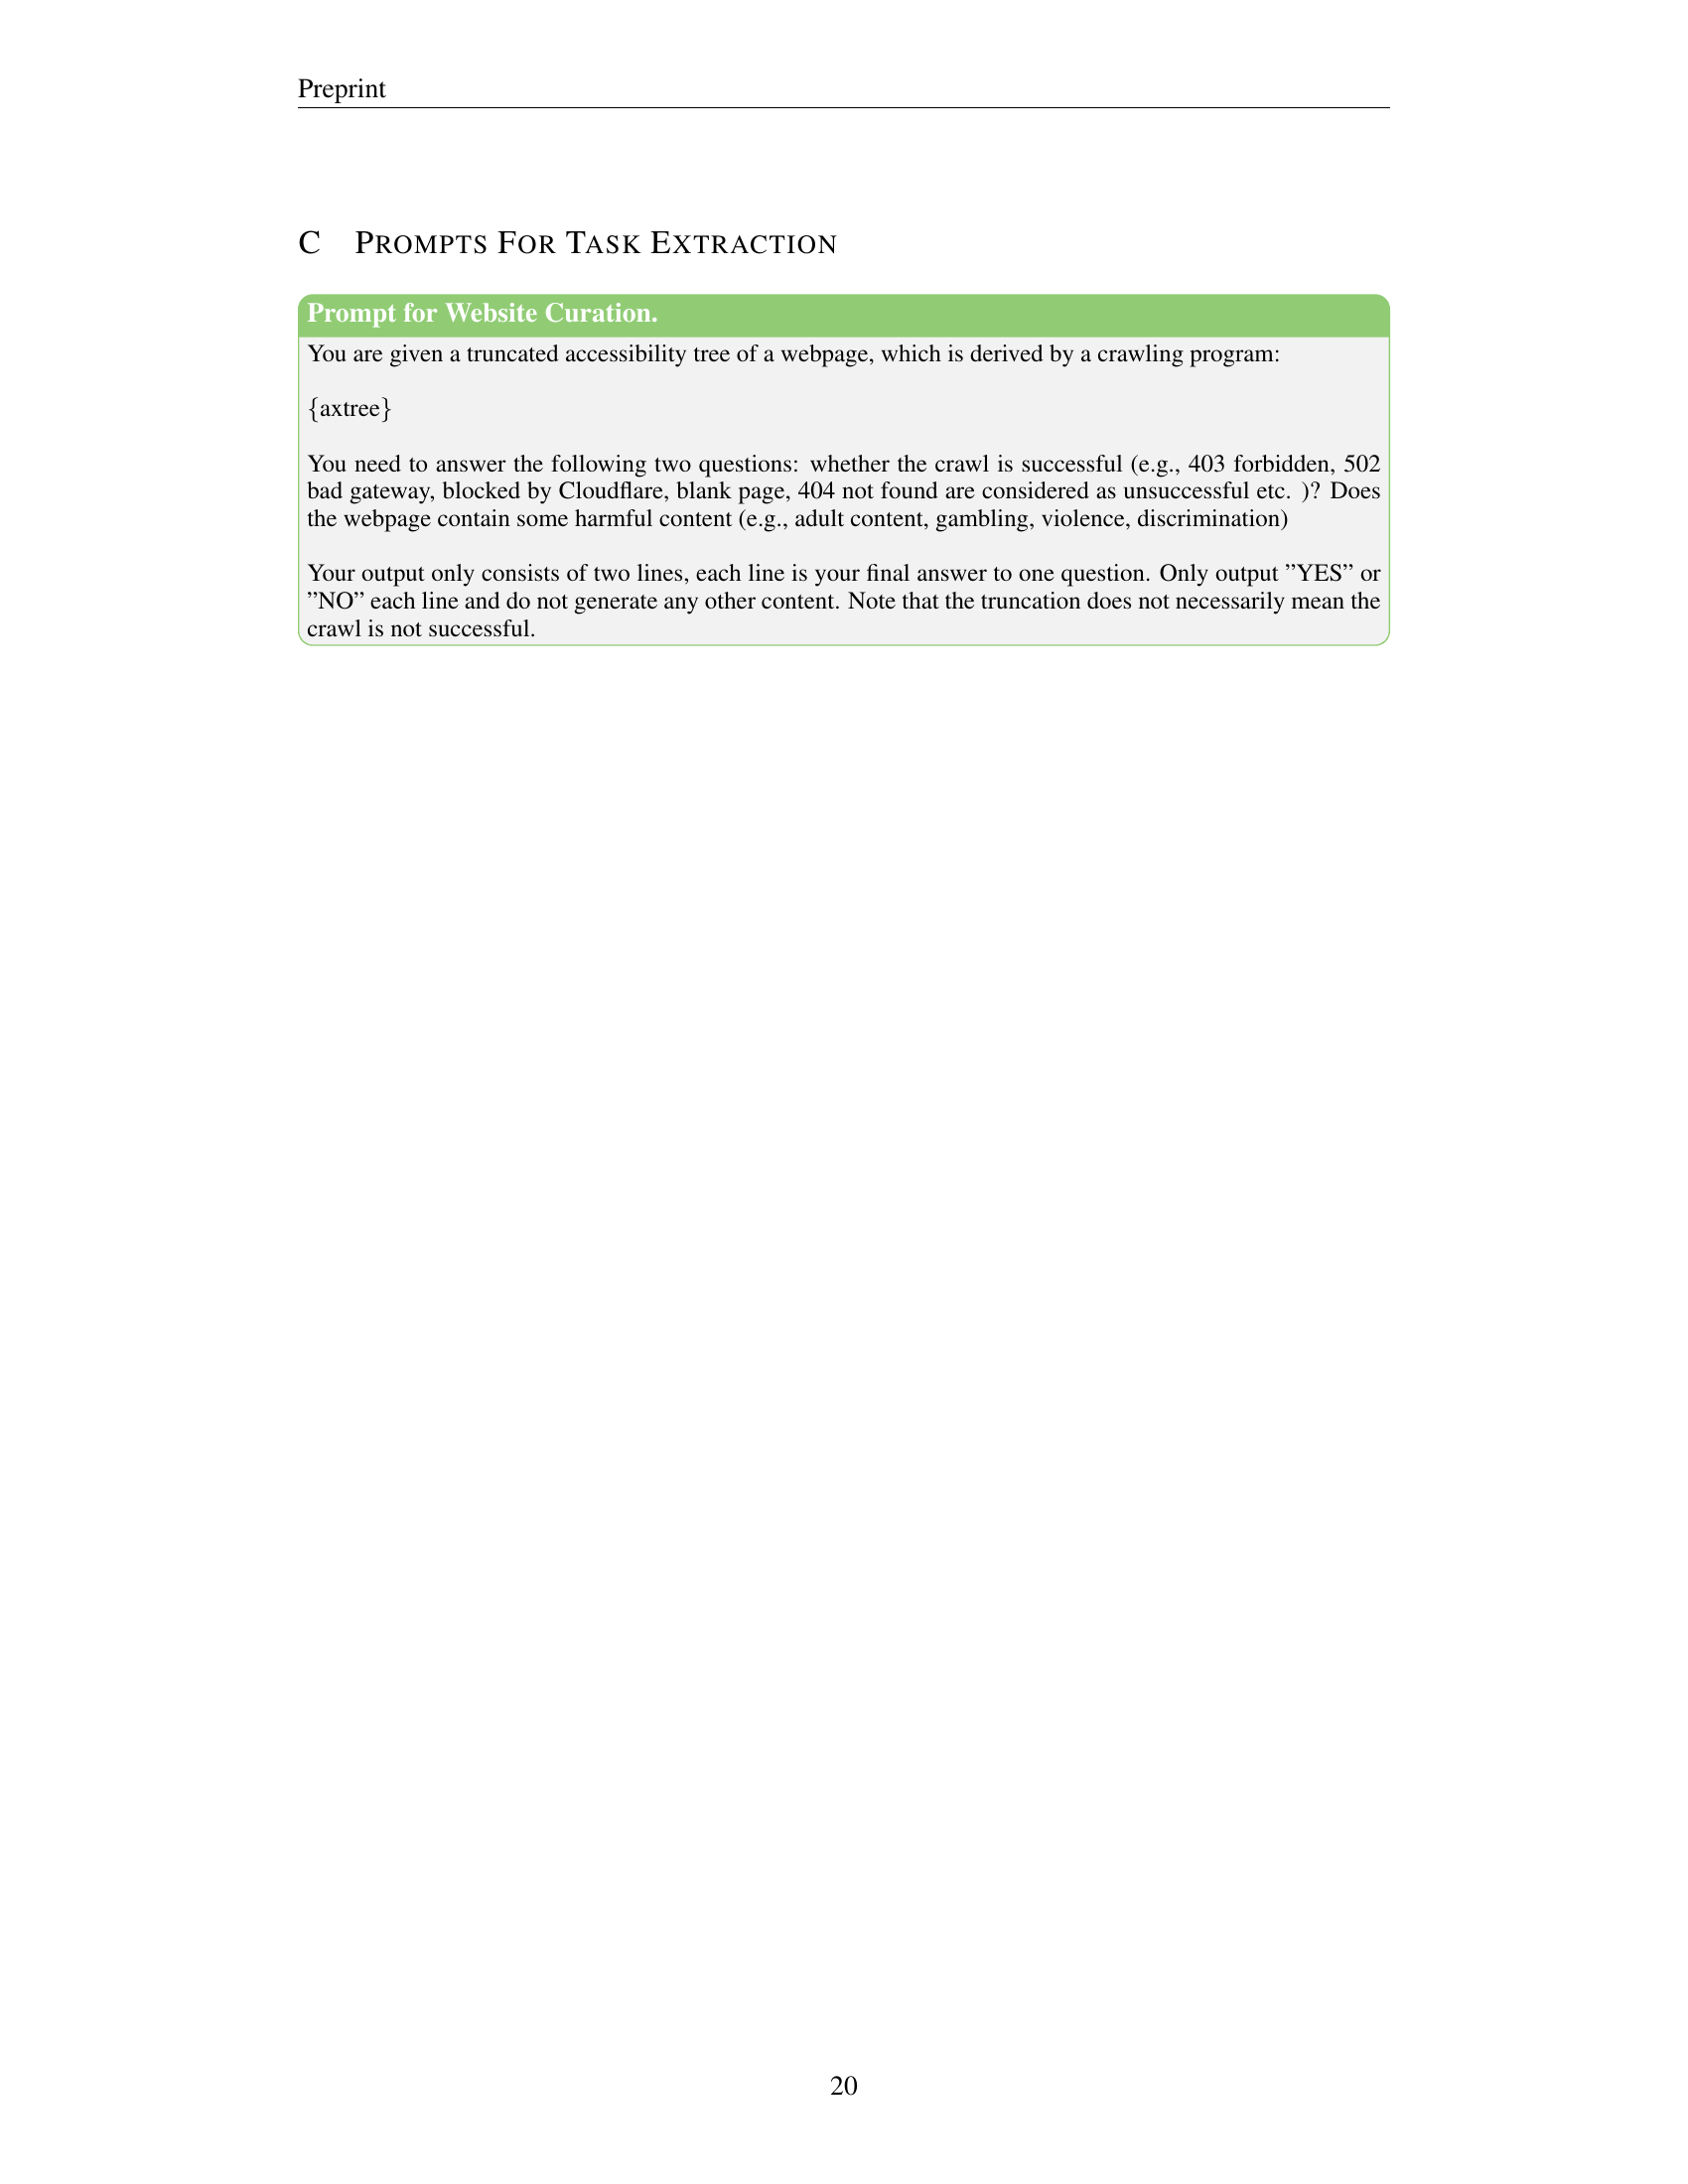 Preprint
C PROMPTS FOR TASK EXTRACTION
Prompt for Website Curation.
You are given a truncated accessibility tree of a webpage, which is derived by a crawling program:
{axtree}
You need to answer the following two questions: whether the crawl is successful (e.g., 403 forbidden, 502
bad gateway, blocked by Cloudflare, blank page, 404 not found are considered as unsuccessful etc. )? Does
the webpage contain some harmful content (e.g., adult content, gambling, violence, discrimination)
Your output only consists of two lines, each line is your final answer to one question. Only output ”YES” or
”NO” each line and do not generate any other content. Note that the truncation does not necessarily mean the
crawl is not successful.
20